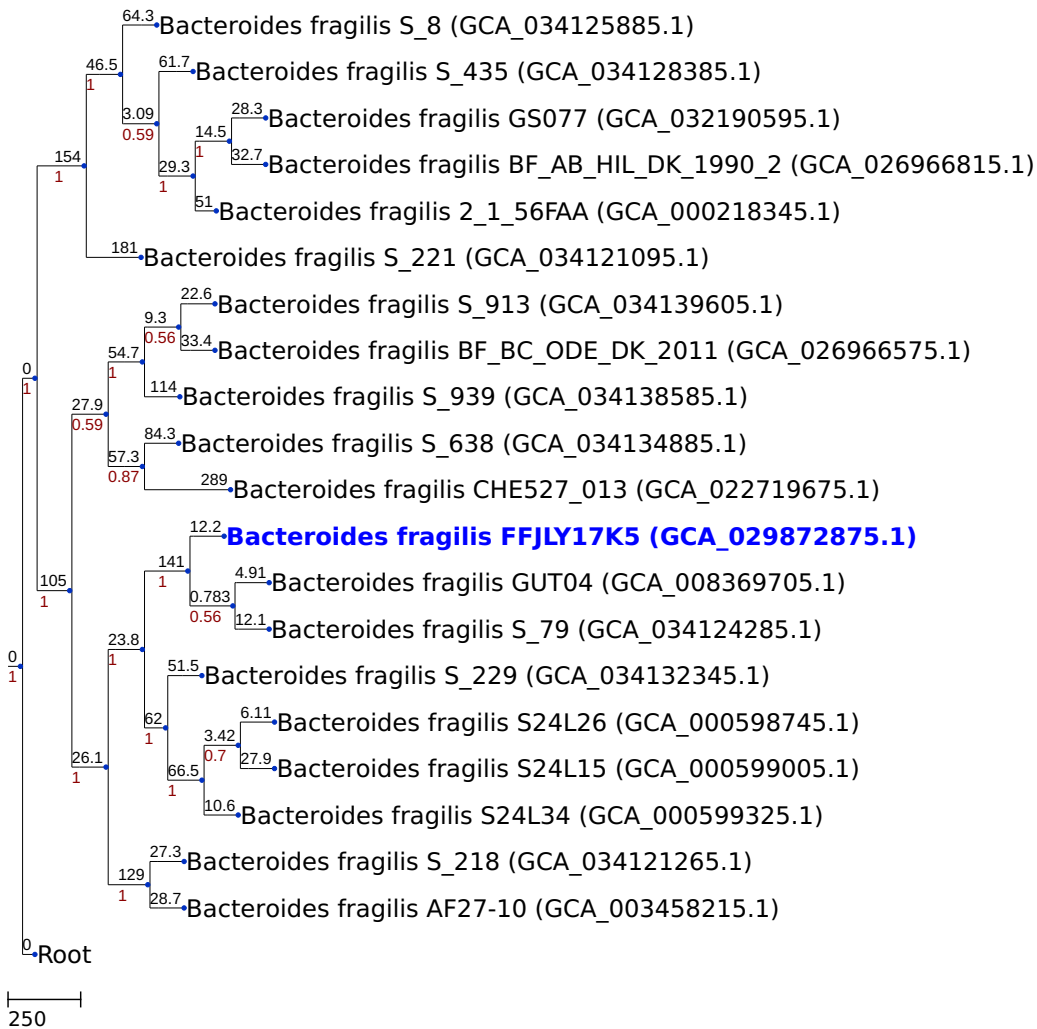 64.3
Bacteroides fragilis S_8 (GCA_034125885.1)
46.5
1
61.7
Bacteroides fragilis S_435 (GCA_034128385.1)
3.09
0.59
28.3
Bacteroides fragilis GS077 (GCA_032190595.1)
14.5
1
32.7
Bacteroides fragilis BF_AB_HIL_DK_1990_2 (GCA_026966815.1)
154
1
29.3
1
51
Bacteroides fragilis 2_1_56FAA (GCA_000218345.1)
181
Bacteroides fragilis S_221 (GCA_034121095.1)
22.6
Bacteroides fragilis S_913 (GCA_034139605.1)
9.3
0.56
33.4
Bacteroides fragilis BF_BC_ODE_DK_2011 (GCA_026966575.1)
54.7
1
0
1
114
Bacteroides fragilis S_939 (GCA_034138585.1)
27.9
0.59
84.3
Bacteroides fragilis S_638 (GCA_034134885.1)
57.3
0.87
289
Bacteroides fragilis CHE527_013 (GCA_022719675.1)
12.2
Bacteroides fragilis FFJLY17K5 (GCA_029872875.1)
141
1
4.91
Bacteroides fragilis GUT04 (GCA_008369705.1)
105
1
0.783
0.56
12.1
Bacteroides fragilis S_79 (GCA_034124285.1)
23.8
1
0
1
51.5
Bacteroides fragilis S_229 (GCA_034132345.1)
62
1
6.11
Bacteroides fragilis S24L26 (GCA_000598745.1)
3.42
0.7
27.9
Bacteroides fragilis S24L15 (GCA_000599005.1)
26.1
1
66.5
1
10.6
Bacteroides fragilis S24L34 (GCA_000599325.1)
27.3
Bacteroides fragilis S_218 (GCA_034121265.1)
129
1
28.7
Bacteroides fragilis AF27-10 (GCA_003458215.1)
0
Root
250